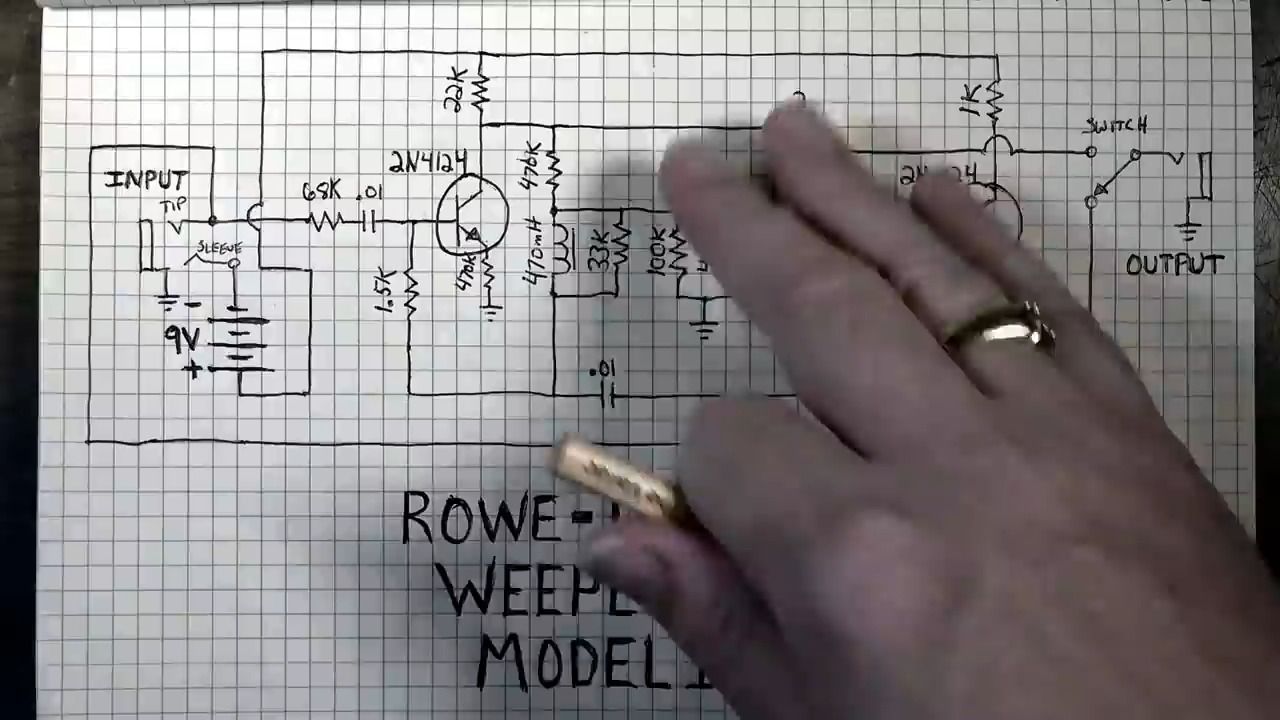 22K
1K
SWITCH
2N4124
476K
INPUT
TIP
68K .01
SLEEVE
470mH
33K
100K
470K
1.5K
OUTPUT
-
9V
+
.01
ROWE-
MODEL